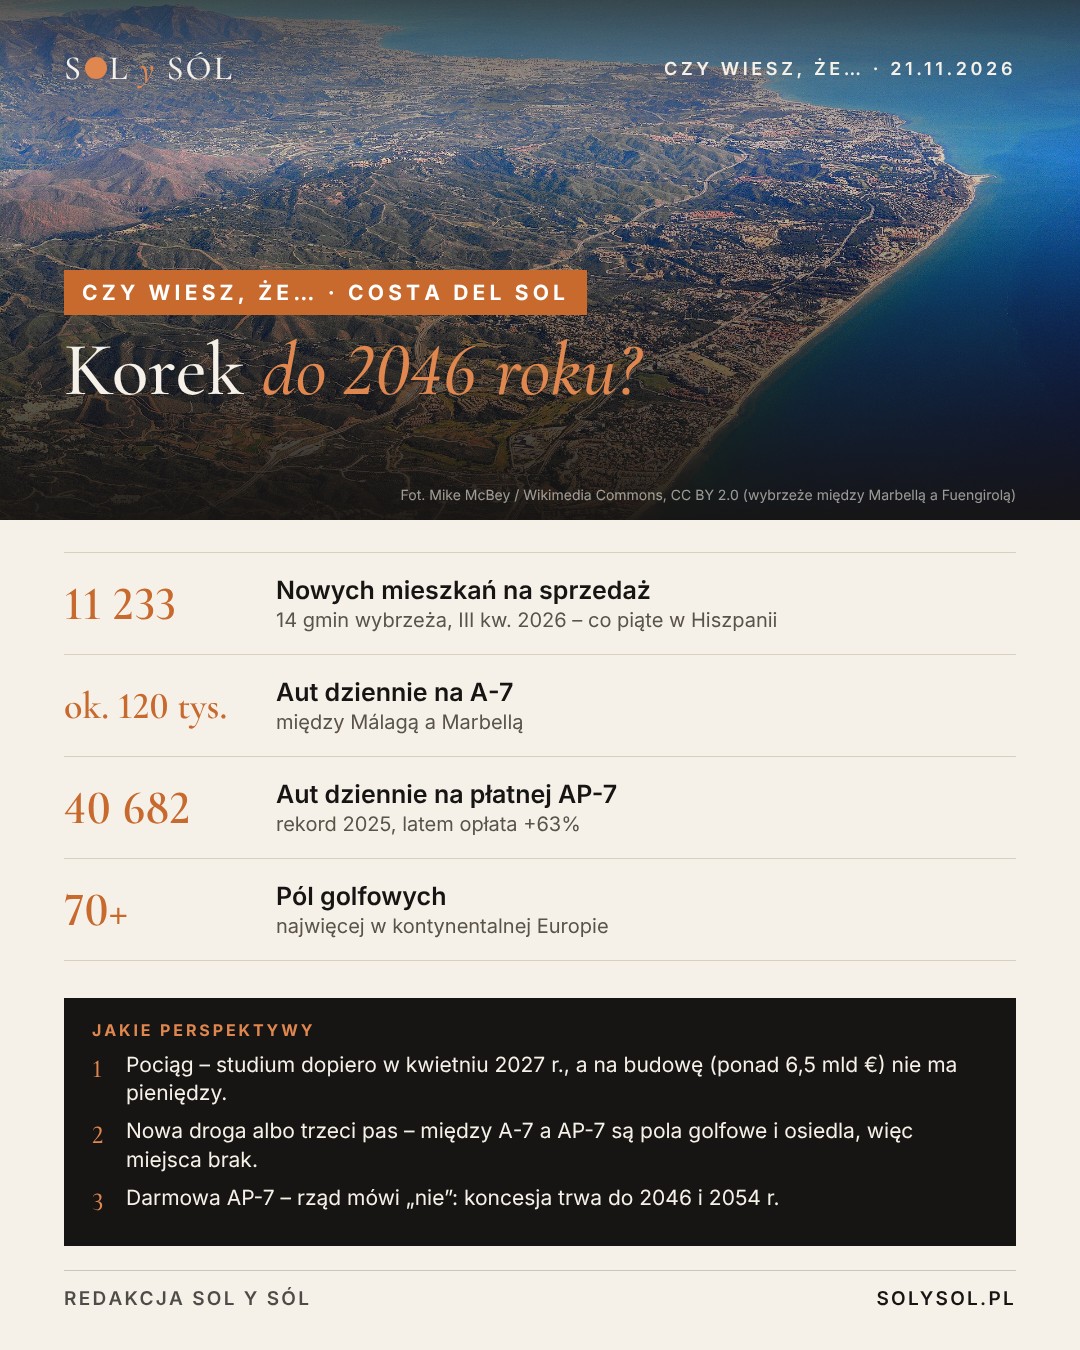 SOL y SÓL
CZY WIESZ, ŻE… · 21.11.2026
CZY WIESZ, ŻE… · COSTA DEL SOL
Korek do 2046 roku?
Fot. Mike McBey / Wikimedia Commons, CC BY 2.0 (wybrzeże między Marbellą a Fuengirolą)
11 233
Nowych mieszkań na sprzedaż
14 gmin wybrzeża, III kw. 2026 – co piąte w Hiszpanii
ok. 120 tys.
Aut dziennie na A-7
między Málagą a Marbellą
40 682
Aut dziennie na płatnej AP-7
rekord 2025, latem opłata +63%
70+
Pól golfowych
najwięcej w kontynentalnej Europie
JAKIE PERSPEKTYWY
1 Pociąg – studium dopiero w kwietniu 2027 r., a na budowę (ponad 6,5 mld €) nie ma
pieniędzy.
2 Nowa droga albo trzeci pas – między A-7 a AP-7 są pola golfowe i osiedla, więc
miejsca brak.
3 Darmowa AP-7 – rząd mówi „nie”: koncesja trwa do 2046 i 2054 r.
REDAKCJA SOL Y SÓL
SOLYSOL.PL